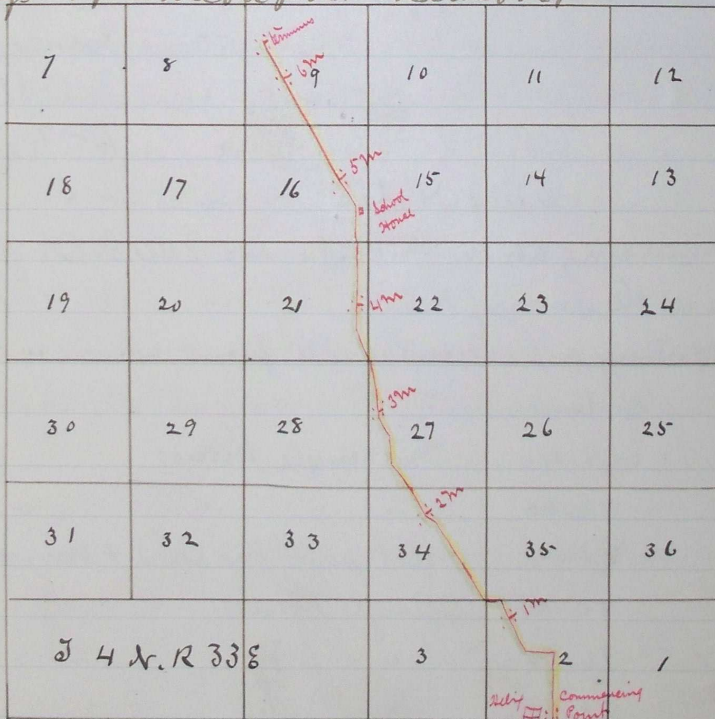 Terminus
7 8 9 10 11 12
6m
5m
18 17 16 15 14 13
School
House
19 20 21 22 23 24
4m
3m
30 29 28 27 26 25
2m
31 32 33 34 35 36
1m
T 4 N. R 33 E 3 2 1
Helix Commencing
Point